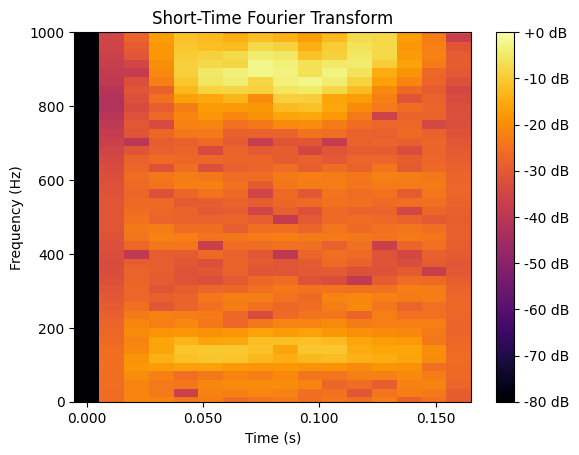 Short-Time Fourier Transform
1000
800
600
400
200
0
Frequency (Hz)
0.000
0.050
0.100
0.150
Time (s)
+0 dB
-10 dB
-20 dB
-30 dB
-40 dB
-50 dB
-60 dB
-70 dB
-80 dB